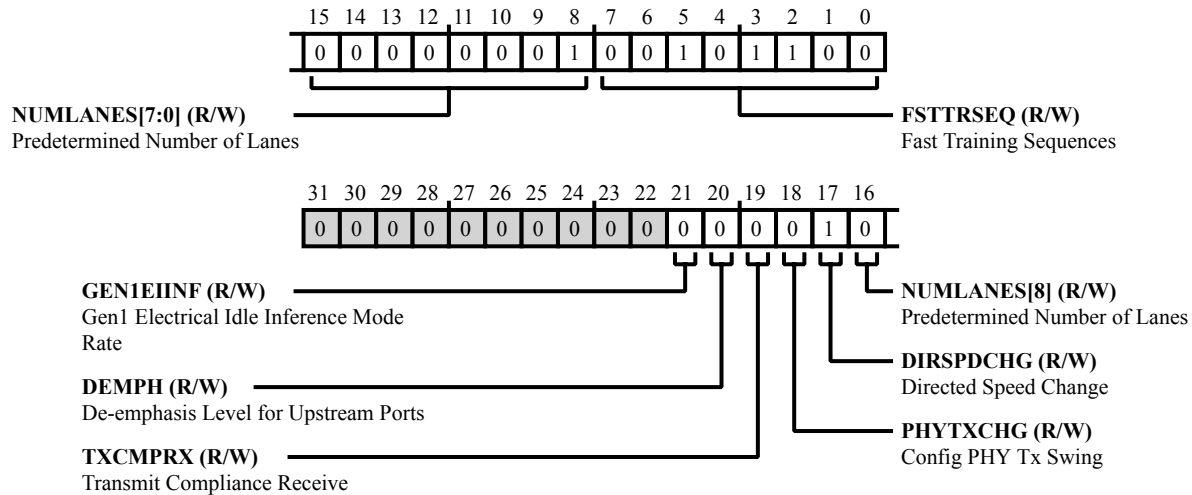 15 14 13 12 11 10 9 8 7 6 5 4 3 2 1 0
0 0 0 0 0 0 0 1 0 0 1 0 1 1 0 0
NUMLANES[7:0] (R/W)
Predetermined Number of Lanes
FSTTRSEQ (R/W)
Fast Training Sequences
31 30 29 28 27 26 25 24 23 22 21 20 19 18 17 16
0 0 0 0 0 0 0 0 0 0 0 0 0 0 1 0
GEN1EIINF (R/W)
Gen1 Electrical Idle Inference Mode
Rate
NUMLANES[8] (R/W)
Predetermined Number of Lanes
DEMPH (R/W)
De-emphasis Level for Upstream Ports
DIRSPDCHG (R/W)
Directed Speed Change
TXCMPRX (R/W)
Transmit Compliance Receive
PHYTXCHG (R/W)
Config PHY Tx Swing